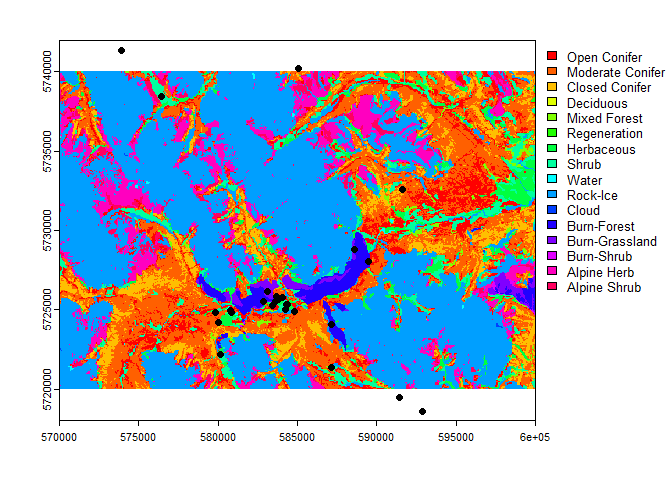 5740000
5735000
5730000
5725000
5720000
570000 575000 580000 585000 590000 595000 6e+05
Open Conifer
Moderate Conifer
Closed Conifer
Deciduous
Mixed Forest
Regeneration
Herbaceous
Shrub
Water
Rock-Ice
Cloud
Burn-Forest
Burn-Grassland
Burn-Shrub
Alpine Herb
Alpine Shrub